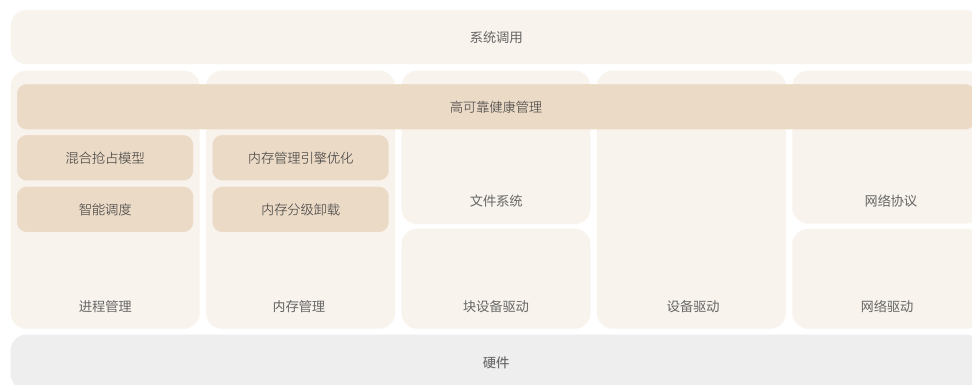 系统调用
高可靠健康管理
混合抢占模型
内存管理引擎优化
智能调度
内存分级卸载
文件系统
网络协议
进程管理
内存管理
块设备驱动
设备驱动
网络驱动
硬件